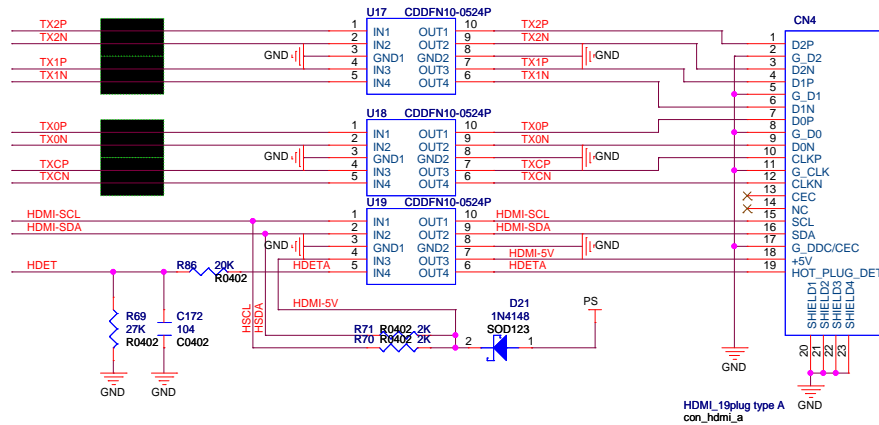 U17 CDDFN10-0524P
CN4
TX2P 1 IN1 OUT1 10 TX2P
TX2N 2 IN2 OUT2 9 TX2N
GND 3 GND1 GND2 8 GND
TX1P 4 IN3 OUT3 7 TX1P
TX1N 5 IN4 OUT4 6 TX1N
U18 CDDFN10-0524P
TX0P 1 IN1 OUT1 10 TX0P
TX0N 2 IN2 OUT2 9 TX0N
GND 3 GND1 GND2 8 GND
TXCP 4 IN3 OUT3 7 TXCP
TXCN 5 IN4 OUT4 6 TXCN
U19 CDDFN10-0524P
HDMI-SCL 1 IN1 OUT1 10 HDMI-SCL
HDMI-SDA 2 IN2 OUT2 9 HDMI-SDA
GND 3 GND1 GND2 8 GND
4 IN3 OUT3 7 HDMI-5V
HDET R86 20K HDETA 5 IN4 OUT4 6 HDETA
R0402
1 D2P
2 G_D2
3 D2N
4 D1P
5 G_D1
6 D1N
7 D0P
8 G_D0
9 D0N
10 CLKP
11 G_CLK
12 CLKN
13 CEC
14 NC
15 SCL
16 SDA
17 G_DDC/CEC
18 +5V
19 HOT_PLUG_DET
SHIELD1
SHIELD2
SHIELD3
SHIELD4
20
21
22
23
GND
GND
HDMI_19plug type A
con_hdmi_a
HDMI-5V
HSCL
HSDA
R71 R0402 2K
R70 R0402 2K
D21
1N4148
SOD123
2 1
PS
R69
27K
R0402
GND
C172
104
C0402
GND